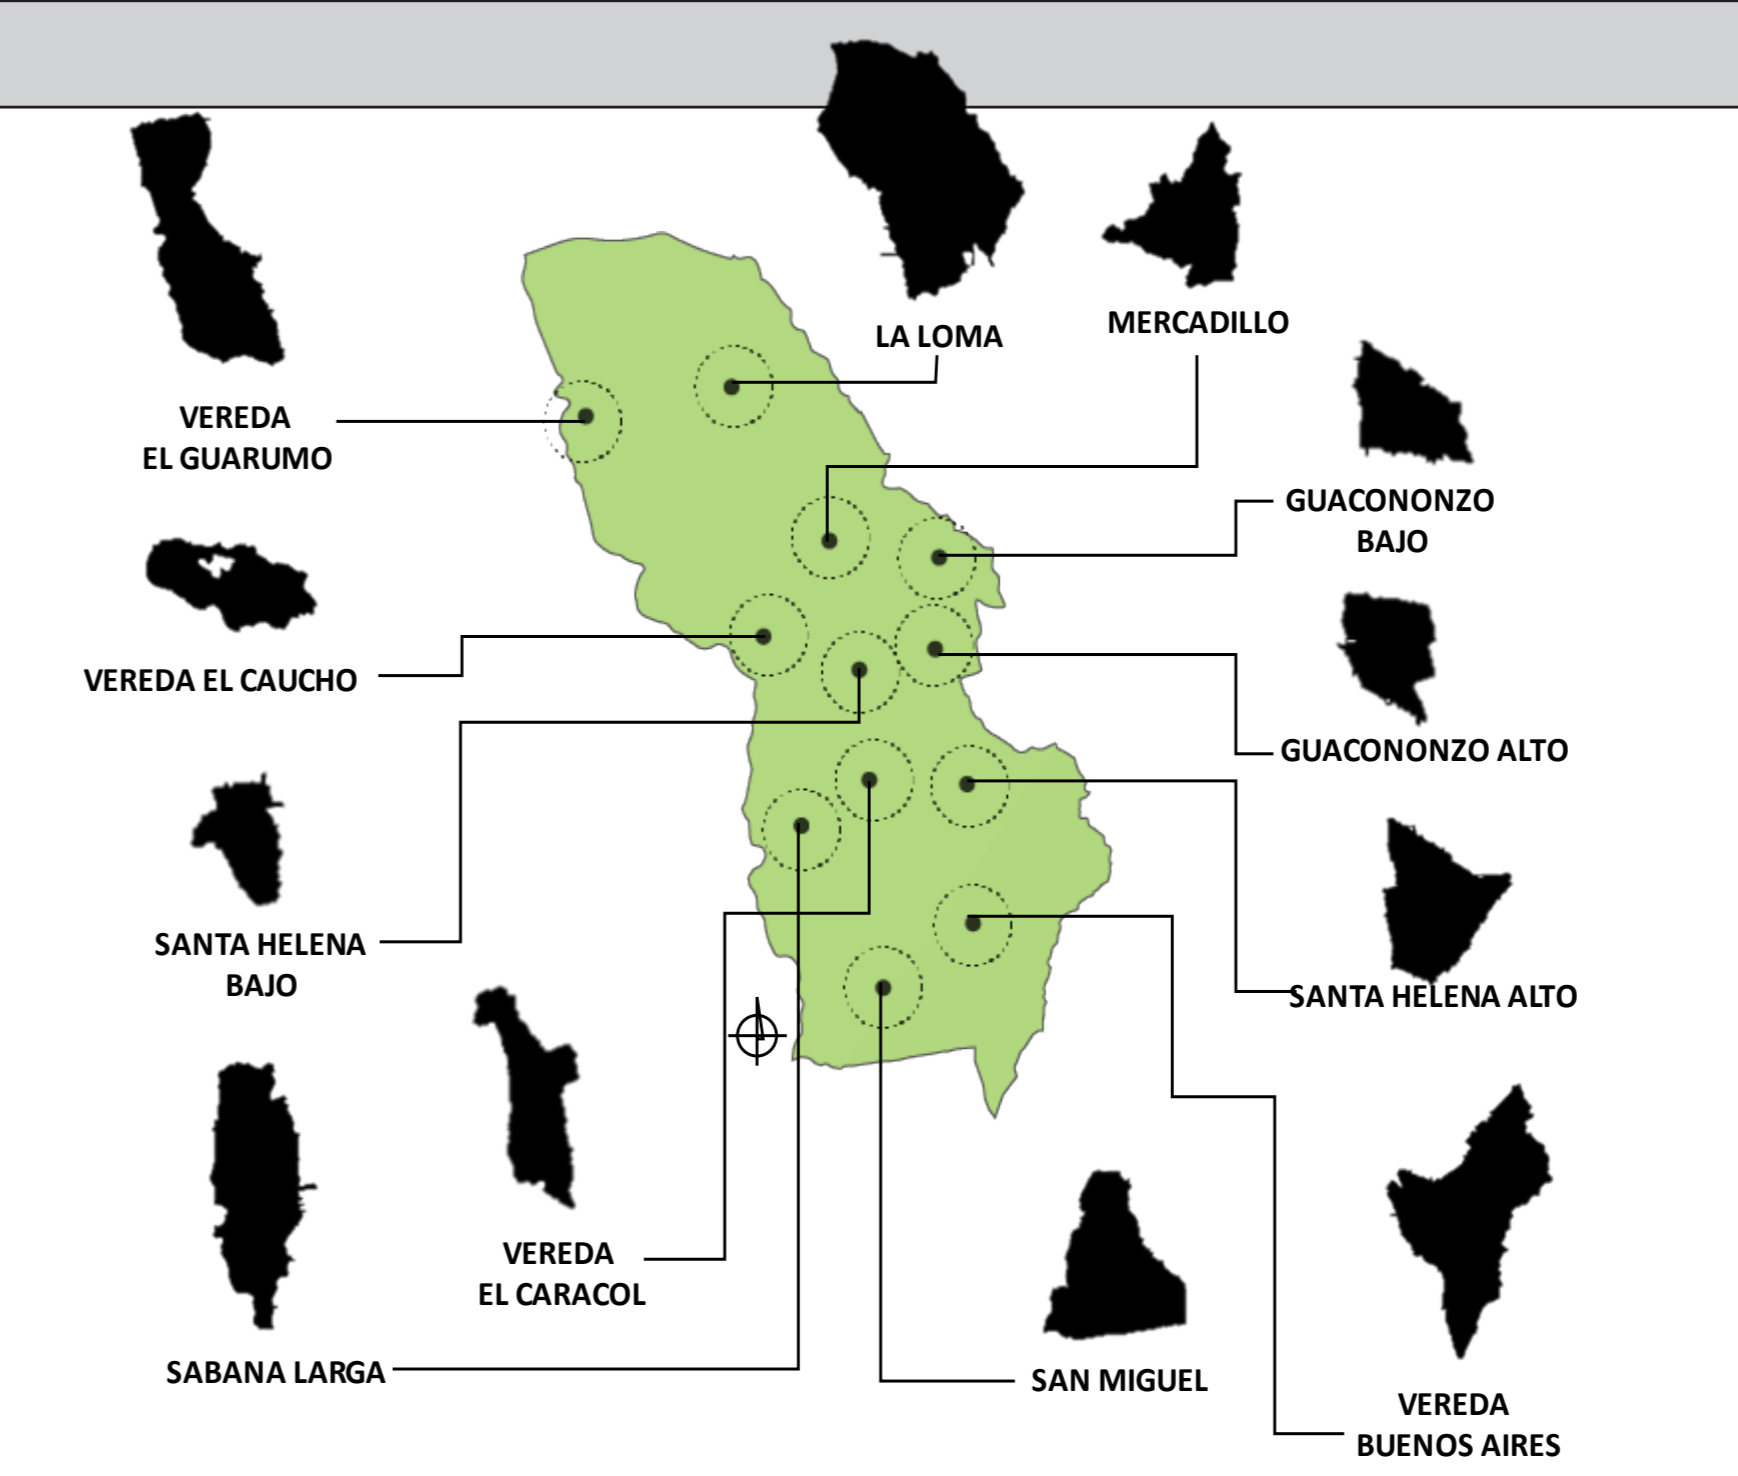 LA LOMA
MERCADILLO
VEREDA
EL GUARUMO
GUACONONZO
BAJO
VEREDA EL CAUCHO
GUACONONZO ALTO
SANTA HELENA
BAJO
SANTA HELENA ALTO
VEREDA
EL CARACOL
SABANA LARGA
SAN MIGUEL
VEREDA
BUENOS AIRES